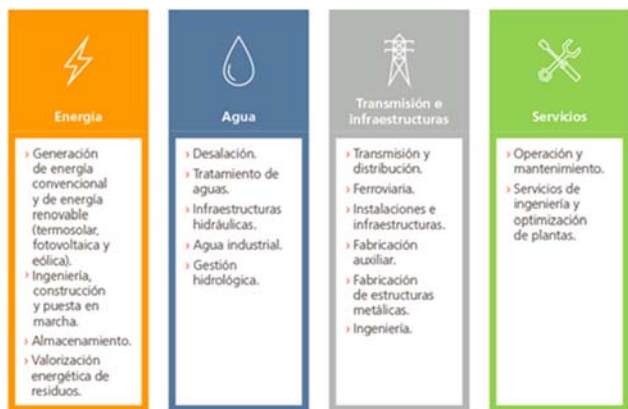 Energía
› Generación
de energía
convencional
y de energía
renovable
(termosolar,
fotovoltaica y
eólica).
› Ingeniería,
construcción
y puesta en
marcha.
› Almacenamiento.
› Valorización
energética de
residuos.
Agua
› Desalación.
› Tratamiento de
aguas.
› Infraestructuras
hidráulicas.
› Agua industrial.
› Gestión
hidrológica.
Transmisión e
infraestructuras
› Transmisión y
distribución.
› Ferroviaria.
› Instalaciones e
infraestructuras.
› Fabricación
auxiliar.
› Fabricación
de estructuras
metálicas.
› Ingeniería.
Servicios
› Operación y
mantenimiento.
› Servicios de
ingeniería y
optimización
de plantas.